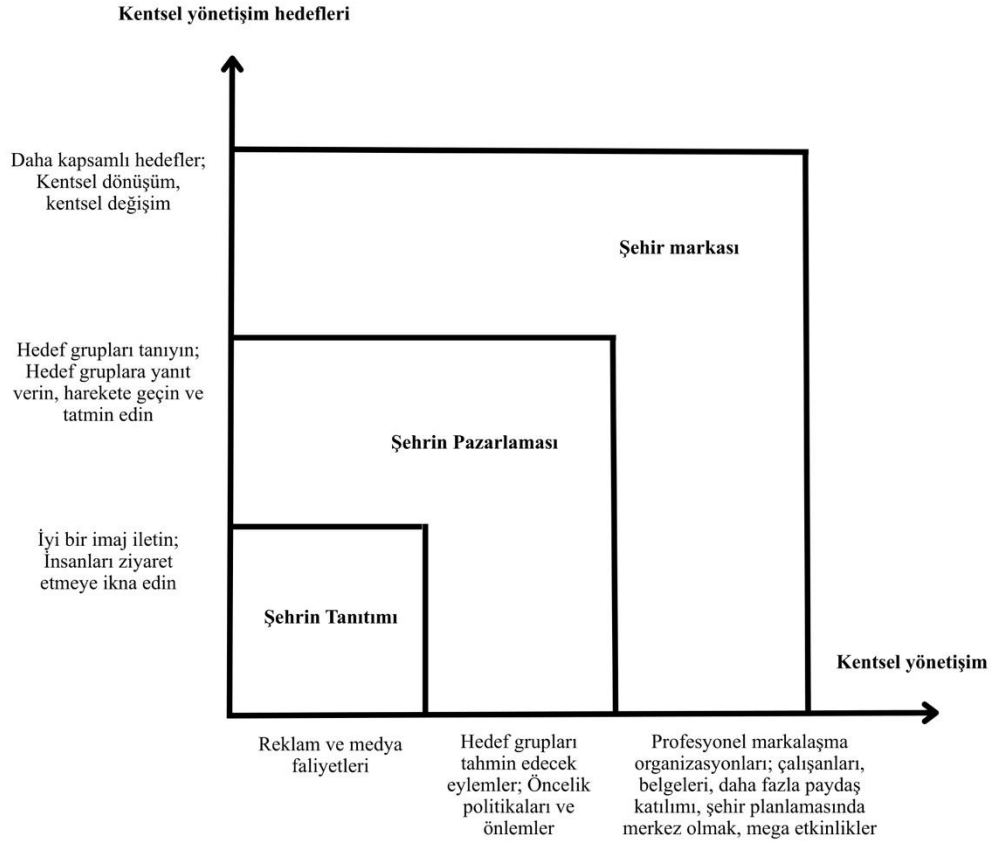 Kentsel yönetişim hedefleri
Daha kapsamlı hedefler;
Kentsel dönüşüm,
kentsel değişim
Şehir markası
Hedef grupları tanıyın;
Hedef gruplara yanıt
verin, harekete geçin ve
tatmin edin
Şehrin Pazarlaması
İyi bir imaj iletin;
İnsanları ziyaret
etmeye ikna edin
Şehrin Tanıtımı
Kentsel yönetişim
Reklam ve medya
faliyetleri
Hedef grupları
tahmin edecek
eylemler; Öncelik
politikaları ve
önlemler
Profesyonel markalaşma
organizasyonları; çalışanları,
belgeleri, daha fazla paydaş
katılımı, şehir planlamasında
merkez olmak, mega etkinlikler